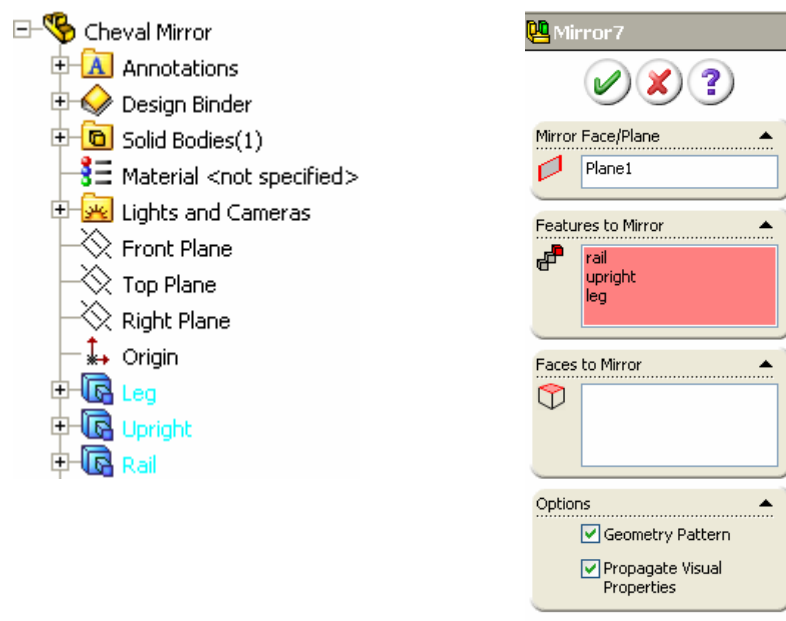 Cheval Mirror
Annotations
Design Binder
Solid Bodies(1)
Material <not specified>
Lights and Cameras
Front Plane
Top Plane
Right Plane
Origin
Leg
Upright
Rail
Mirror7
Mirror Face/Plane
Plane1
Features to Mirror
rail
upright
leg
Faces to Mirror
Options
Geometry Pattern
Propagate Visual
Properties